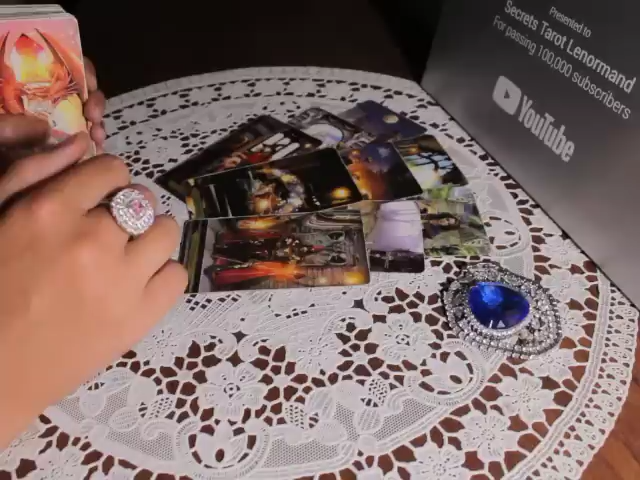 Presented to
Secrets Tarot Lenormand
For passing 100,000 subscribers
YouTube